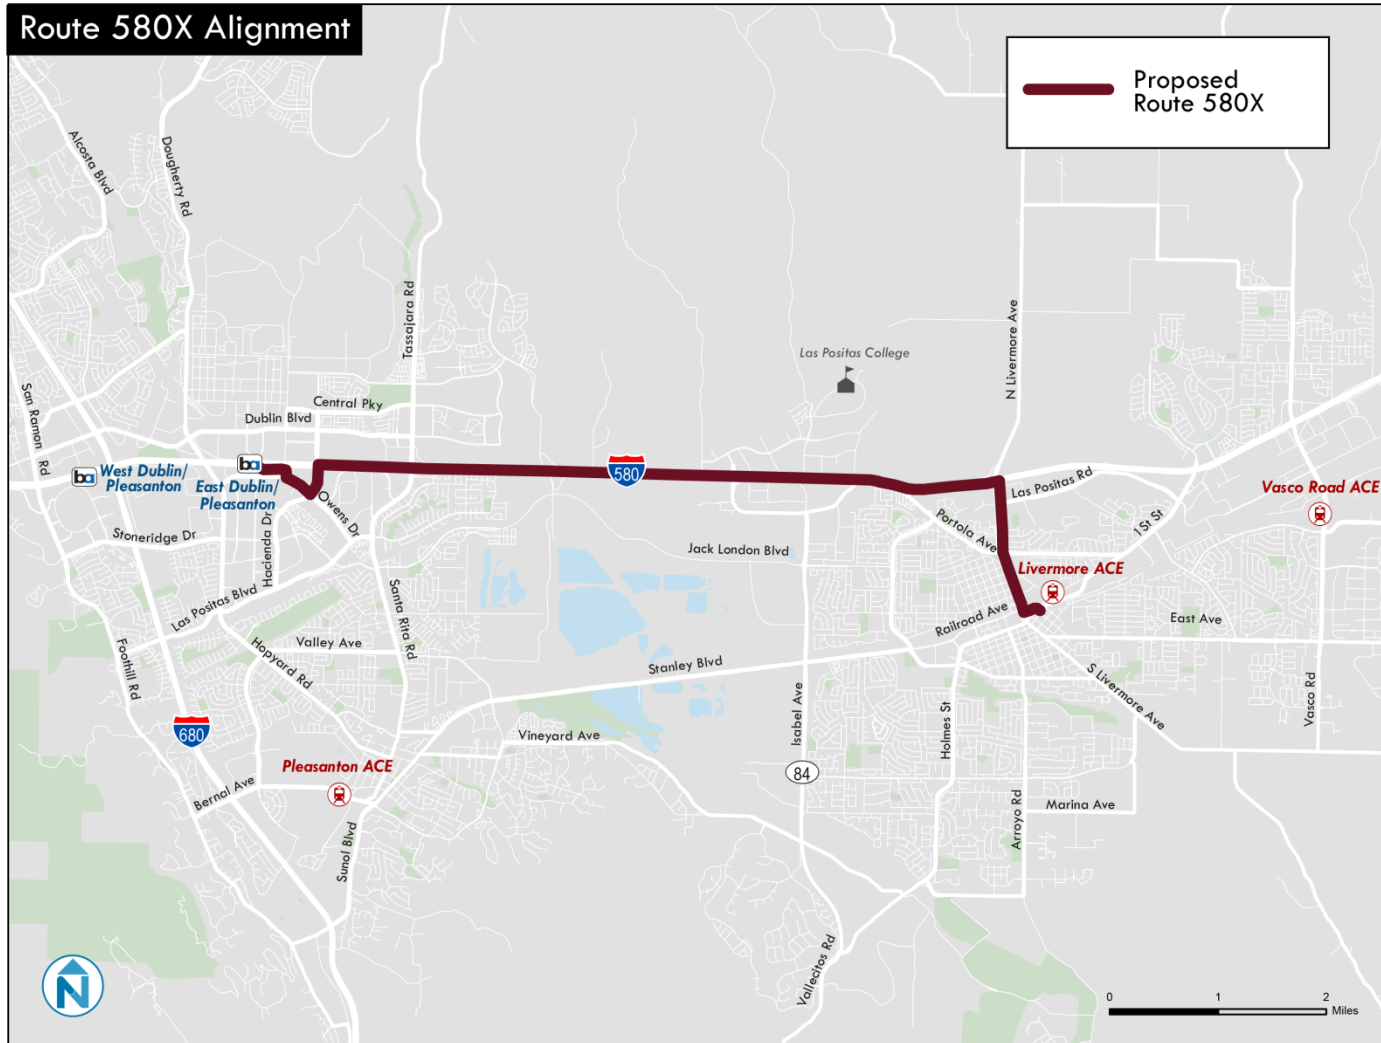 Route 580X Alignment
Proposed
Route 580X
Alcosta Blvd
Dougherty Rd
Tassajara Rd
N Livermore Ave
Las Positas College
San Ramon Rd
Central Pky
Dublin Blvd
ba
West Dublin/
Pleasanton
ba
East Dublin/
Pleasanton
580
Las Positas Rd
Vasco Road ACE
Owens Dr
Hacienda Dr
Stoneridge Dr
Portola Ave
1 St St
Jack London Blvd
Livermore ACE
Las Positas Blvd
Santa Rita Rd
Railroad Ave
East Ave
Foothill Rd
Hopyard Rd
Valley Ave
Stanley Blvd
S Livermore Ave
Vasco Rd
Isabel Ave
Holmes St
680
Vineyard Ave
Pleasanton ACE
84
Bernal Ave
Sunol Blvd
Arroyo Rd
Marina Ave
Vallecitos Rd
N
0 1 2
Miles